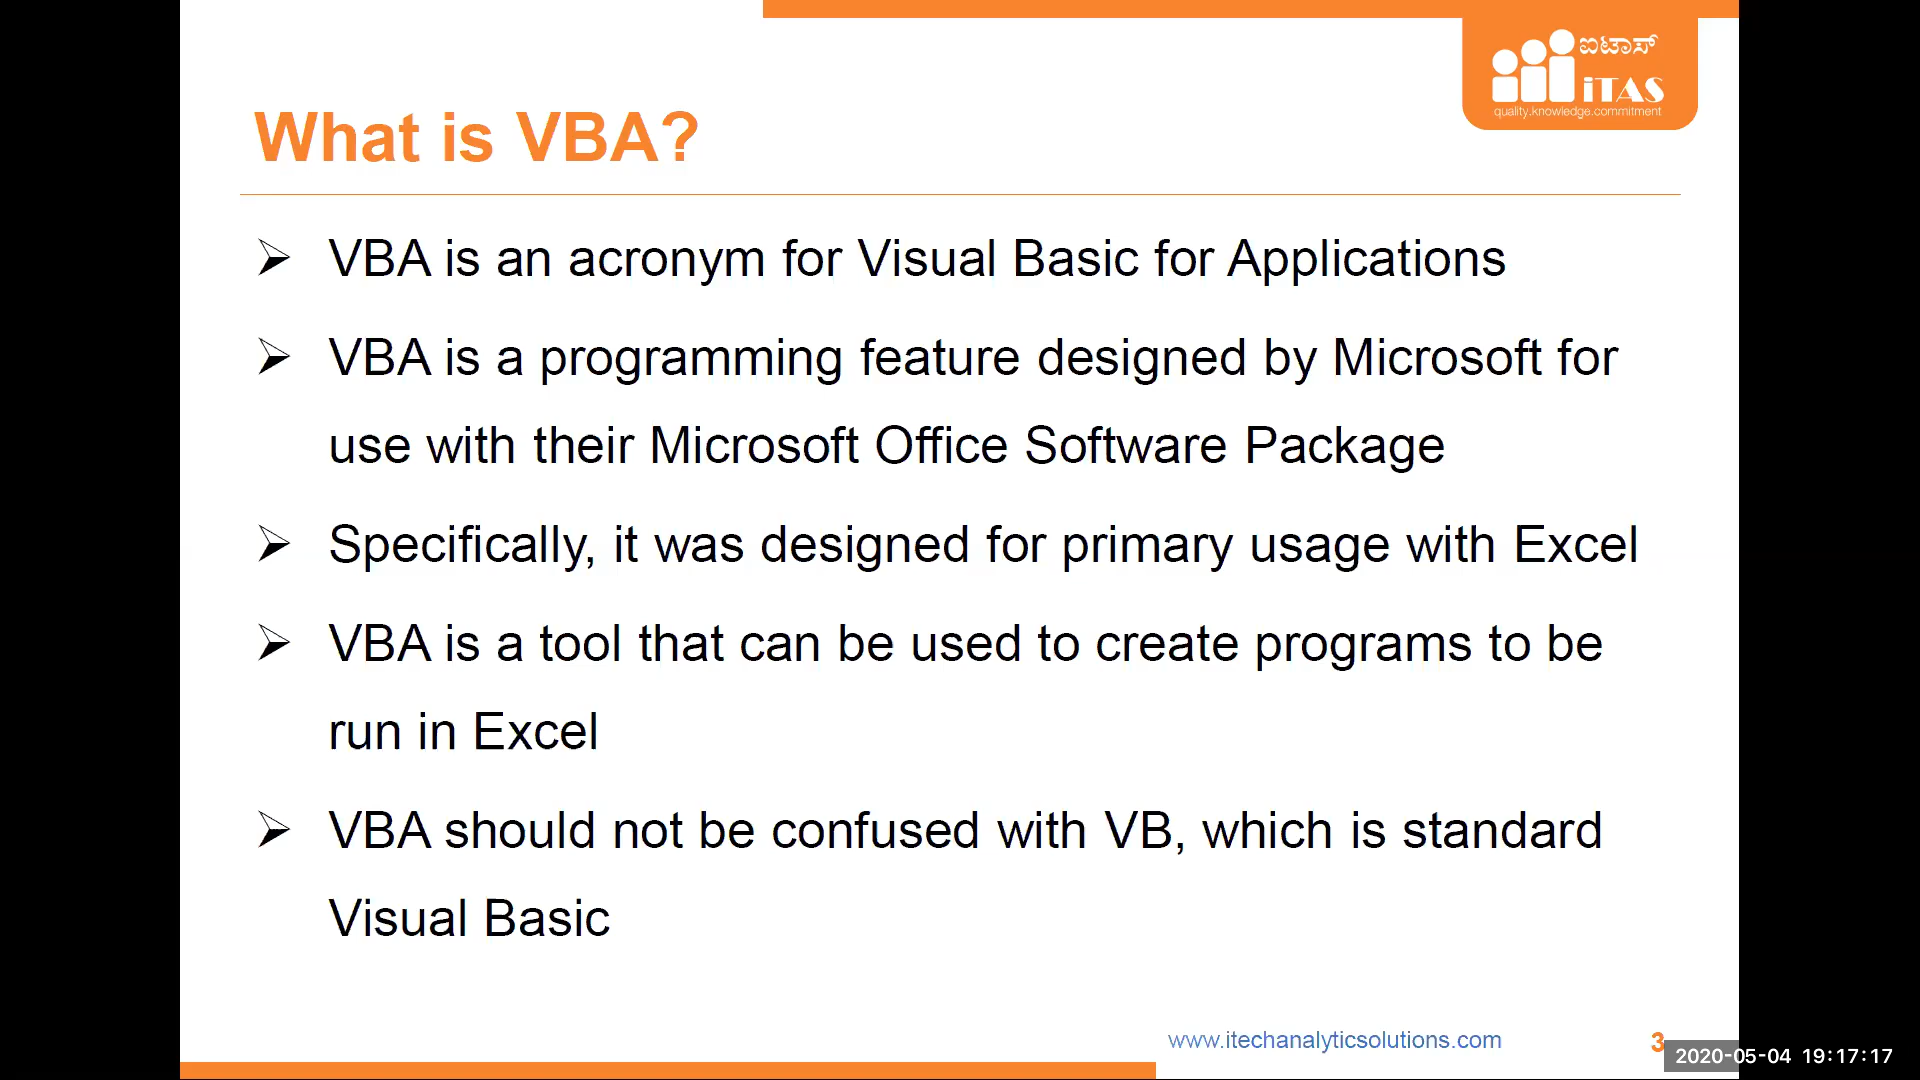 ಐಟಾಸ್
iTAS
quality.knowledge.commitment
What is VBA?
VBA is an acronym for Visual Basic for Applications
VBA is a programming feature designed by Microsoft for
use with their Microsoft Office Software Package
Specifically, it was designed for primary usage with Excel
VBA is a tool that can be used to create programs to be
run in Excel
VBA should not be confused with VB, which is standard
Visual Basic
www.itechanalyticsolutions.com
3
2020-05-04 19:17:17